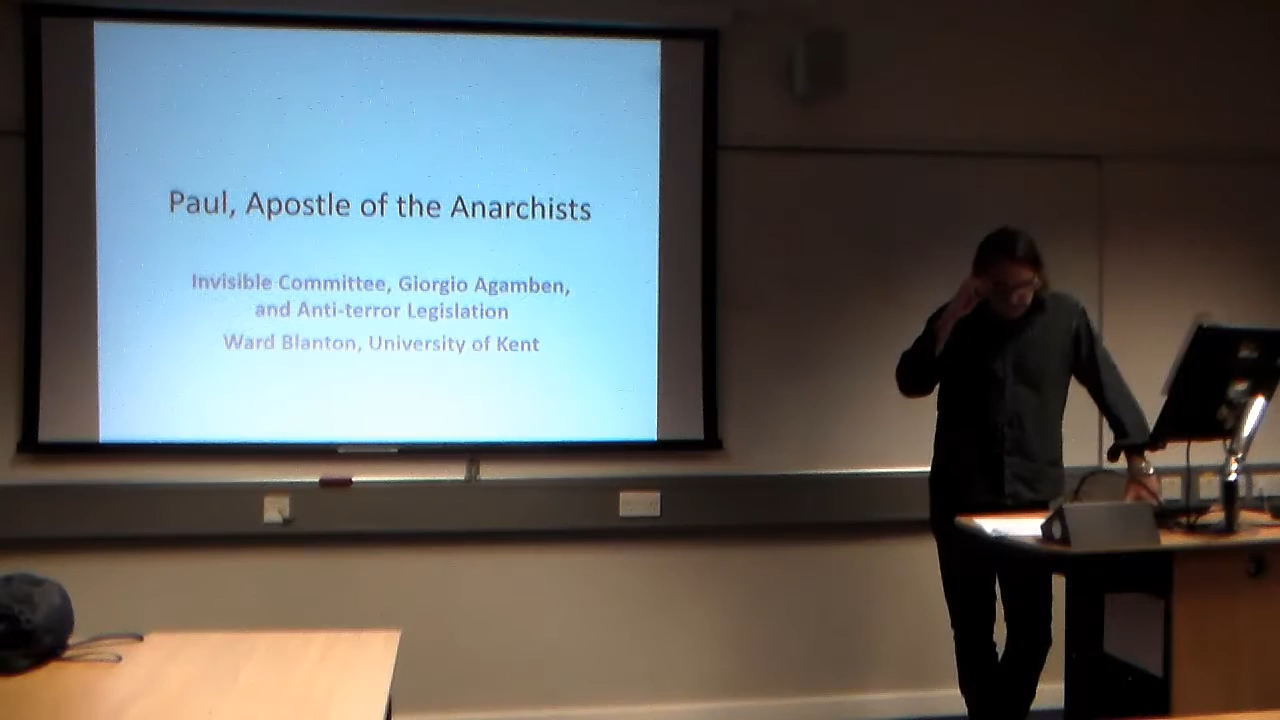 Paul, Apostle of the Anarchists
Invisible Committee, Giorgio Agamben,
and Anti-terror Legislation
Ward Blanton, University of Kent